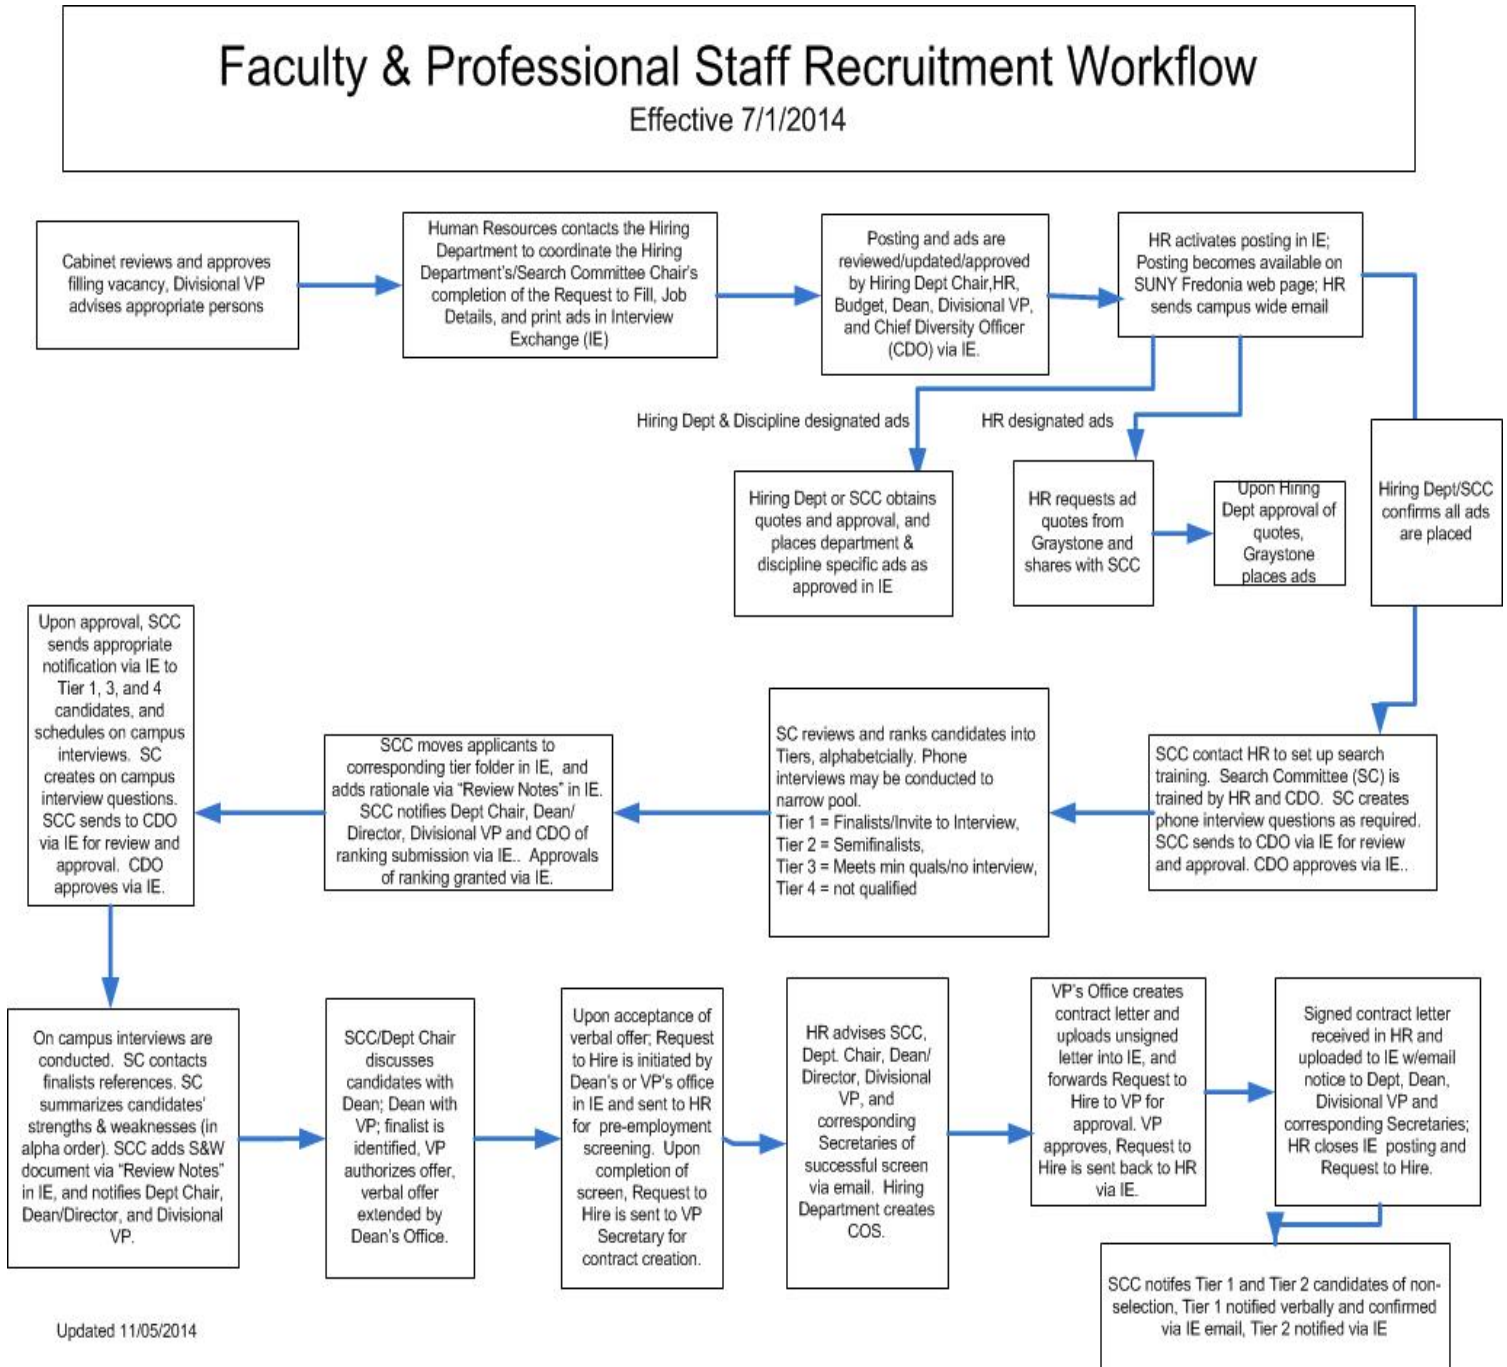 Faculty & Professional Staff Recruitment Workflow
Effective 7/1/2014
Cabinet reviews and approves
filling vacancy, Divisional VP
advises appropriate persons
Human Resources contacts the Hiring
Department to coordinate the Hiring
Department's/Search Committee Chair's
completion of the Request to Fill, Job
Details, and print ads in Interview
Exchange (IE)
Posting and ads are
reviewed/updated/approved
by Hiring Dept Chair,HR,
Budget, Dean, Divisional VP,
and Chief Diversity Officer
(CDO) via IE.
HR activates posting in IE;
Posting becomes available on
SUNY Fredonia web page; HR
sends campus wide email
Hiring Dept & Discipline designated ads
HR designated ads
Hiring Dept or SCC obtains
quotes and approval, and
places department &
discipline specific ads as
approved in IE
HR requests ad
quotes from
Graystone and
shares with SCC
Upon Hiring
Dept approval of
quotes,
Graystone
places ads
Hiring Dept/SCC
confirms all ads
are placed
SCC contact HR to set up search
training.  Search Committee (SC) is
trained by HR and CDO.  SC creates
phone interview questions as required.
SCC sends to CDO via IE for review
and approval. CDO approves via IE..
SC reviews and ranks candidates into
Tiers, alphabetcially. Phone
interviews may be conducted to
narrow pool.
Tier 1 = Finalists/Invite to Interview,
Tier 2 = Semifinalists,
Tier 3 = Meets min quals/no interview,
Tier 4 = not qualified
SCC moves applicants to
corresponding tier folder in IE,  and
adds rationale via "Review Notes" in IE.
SCC notifies Dept Chair, Dean/
Director, Divisional VP and CDO of
ranking submission via IE..  Approvals
of ranking granted via IE.
Upon approval, SCC
sends appropriate
notification via IE to
Tier 1, 3, and 4
candidates, and
schedules on campus
interviews.  SC
creates on campus
interview questions.
SCC sends to CDO
via IE for review and
approval.  CDO
approves via IE.
On campus interviews are
conducted.  SC contacts
finalists references. SC
summarizes candidates'
strengths & weaknesses (in
alpha order). SCC adds S&W
document via "Review Notes"
in IE, and notifies Dept Chair,
Dean/Director, and Divisional
VP.
SCC/Dept Chair
discusses
candidates with
Dean; Dean with
VP; finalist is
identified, VP
authorizes offer,
verbal offer
extended by
Dean's Office.
Upon acceptance of
verbal offer; Request
to Hire is initiated by
Dean's or VP's office
in IE and sent to HR
for  pre-employment
screening.  Upon
completion of
screen, Request to
Hire is sent to VP
Secretary for
contract creation.
HR advises SCC,
Dept. Chair, Dean/
Director, Divisional
VP, and
corresponding
Secretaries of
successful screen
via email.  Hiring
Department creates
COS.
VP's Office creates
contract letter and
uploads unsigned
letter into IE, and
forwards Request to
Hire to VP for
approval. VP
approves, Request to
Hire is sent back to HR
via IE.
Signed contract letter
received in HR and
uploaded to IE w/email
notice to Dept, Dean,
Divisional VP and
corresponding Secretaries;
HR closes IE  posting and
Request to Hire.
SCC notifes Tier 1 and Tier 2 candidates of non-
selection, Tier 1 notified verbally and confirmed
via IE email, Tier 2 notified via IE
Updated 11/05/2014